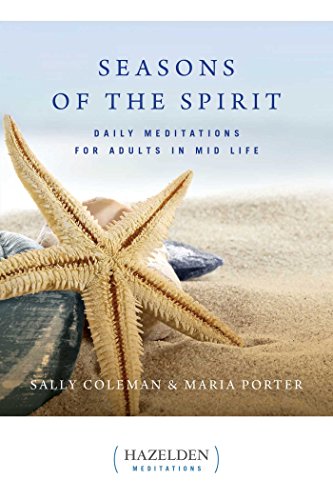 SEASONS
OF THE SPIRIT
DAILY MEDITATIONS
FOR ADULTS IN MID LIFE
SALLY COLEMAN & MARIA PORTER
HAZELDEN
MEDITATIONS